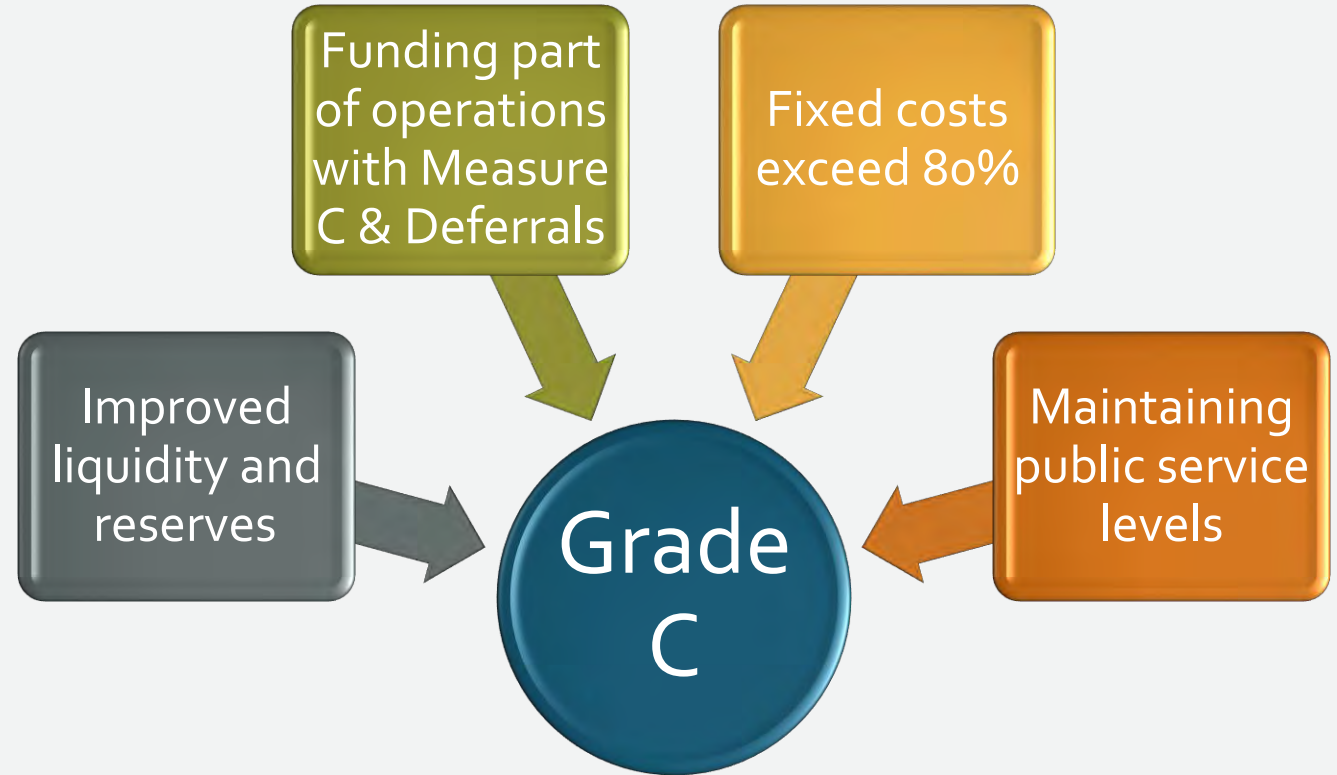 Funding part
of operations
with Measure
C & Deferrals
Fixed costs
exceed 80%
Improved
liquidity and
reserves
Maintaining
public service
levels
Grade
C